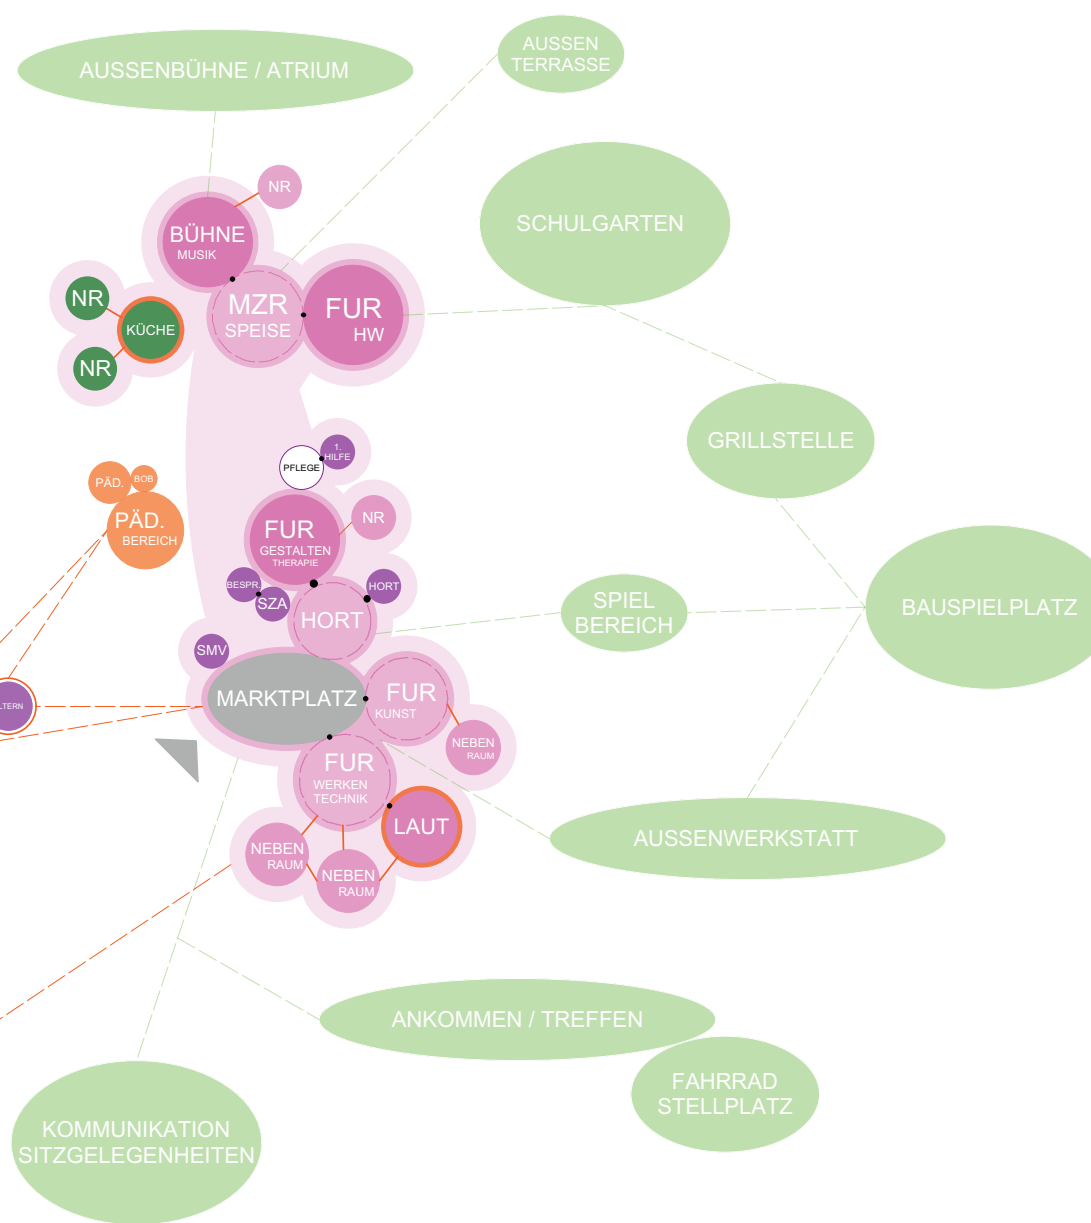 AUSSENBÜHNE / ATRIUM
AUSSEN
TERRASSE
NR
SCHULGARTEN
BÜHNE
MUSIK
NR
MZR
SPEISE
FUR
HW
KÜCHE
NR
GRILLSTELLE
1.
HILFE
PFLEGE
PÄD.
BOB
PÄD.
BEREICH
NR
FUR
GESTALTEN
THERAPIE
BESPR.
SZA
HORT
HORT
SPIEL
BEREICH
BAUSPIELPLATZ
SMV
MARKTPLATZ
FUR
KUNST
LTERN
NEBEN
RAUM
FUR
WERKEN
TECHNIK
LAUT
AUSSENWERKSTATT
NEBEN
RAUM
NEBEN
RAUM
ANKOMMEN / TREFFEN
FAHRRAD
STELLPLATZ
KOMMUNIKATION
SITZGELEGENHEITEN